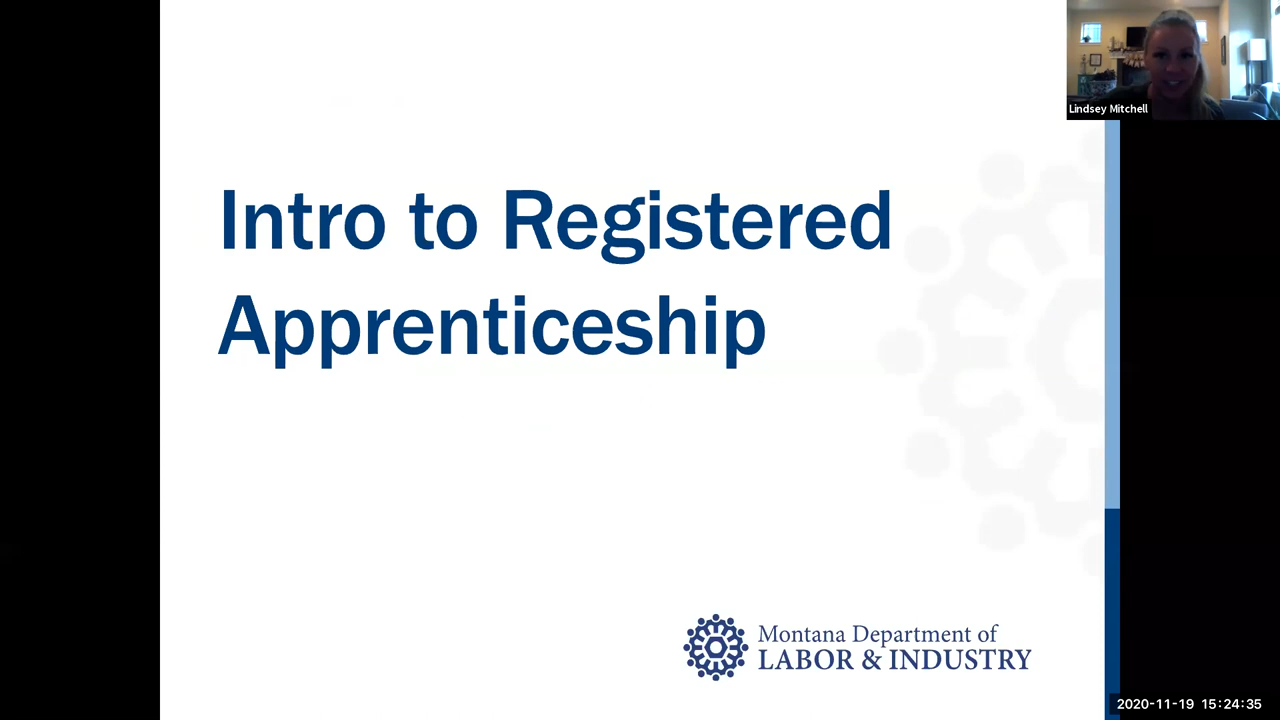 Lindsey Mitchell
Intro to Registered
Apprenticeship
Montana Department of
LABOR & INDUSTRY
2020-11-19 15:24:35